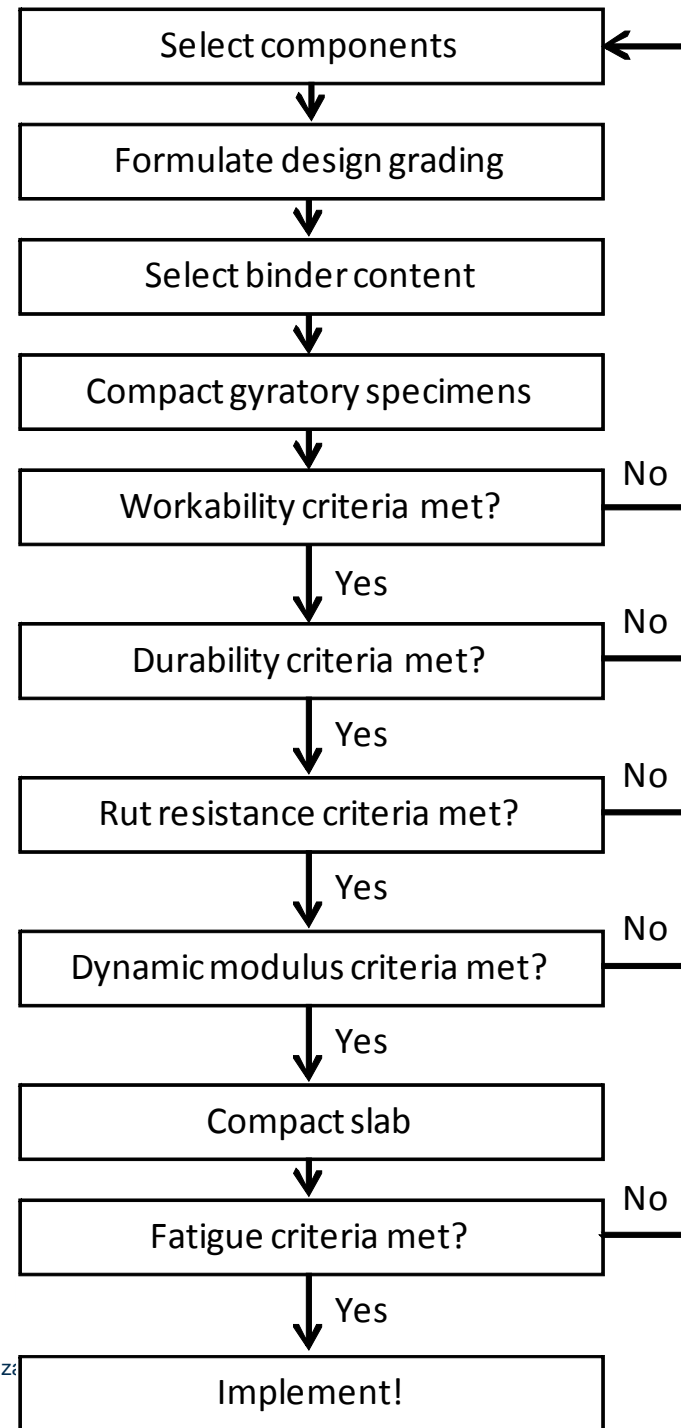 Select components
Formulate design grading
Select binder content
Compact gyratory specimens
No
Workability criteria met?
Yes
No
Durability criteria met?
Yes
No
Rut resistance criteria met?
Yes
No
Dynamic modulus criteria met?
Yes
Compact slab
No
Fatigue criteria met?
Yes
Implement!